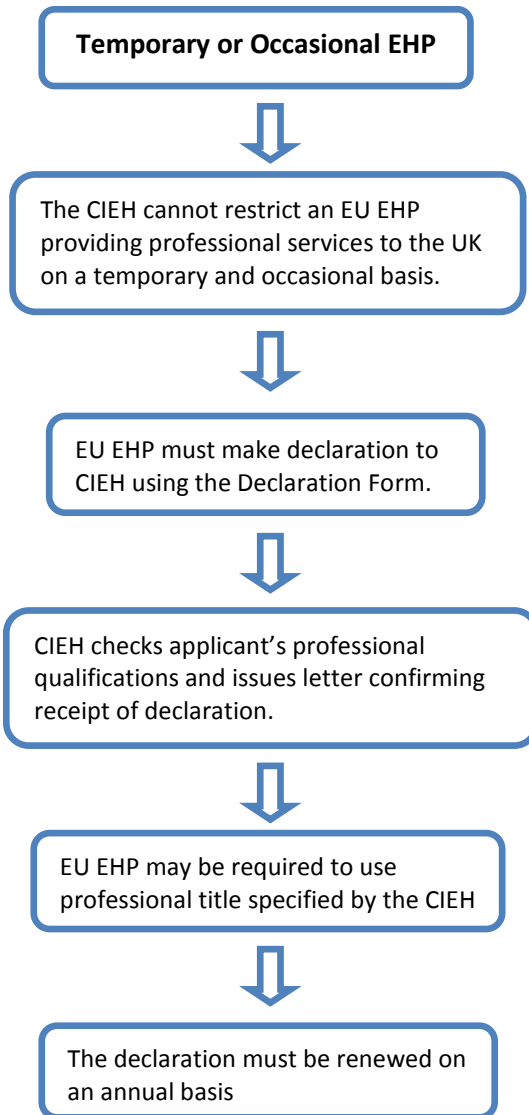 Temporary or Occasional EHP
The CIEH cannot restrict an EU EHP
providing professional services to the UK
on a temporary and occasional basis.
EU EHP must make declaration to
CIEH using the Declaration Form.
CIEH checks applicant’s professional
qualifications and issues letter confirming
receipt of declaration.
EU EHP may be required to use
professional title specified by the CIEH
The declaration must be renewed on
an annual basis